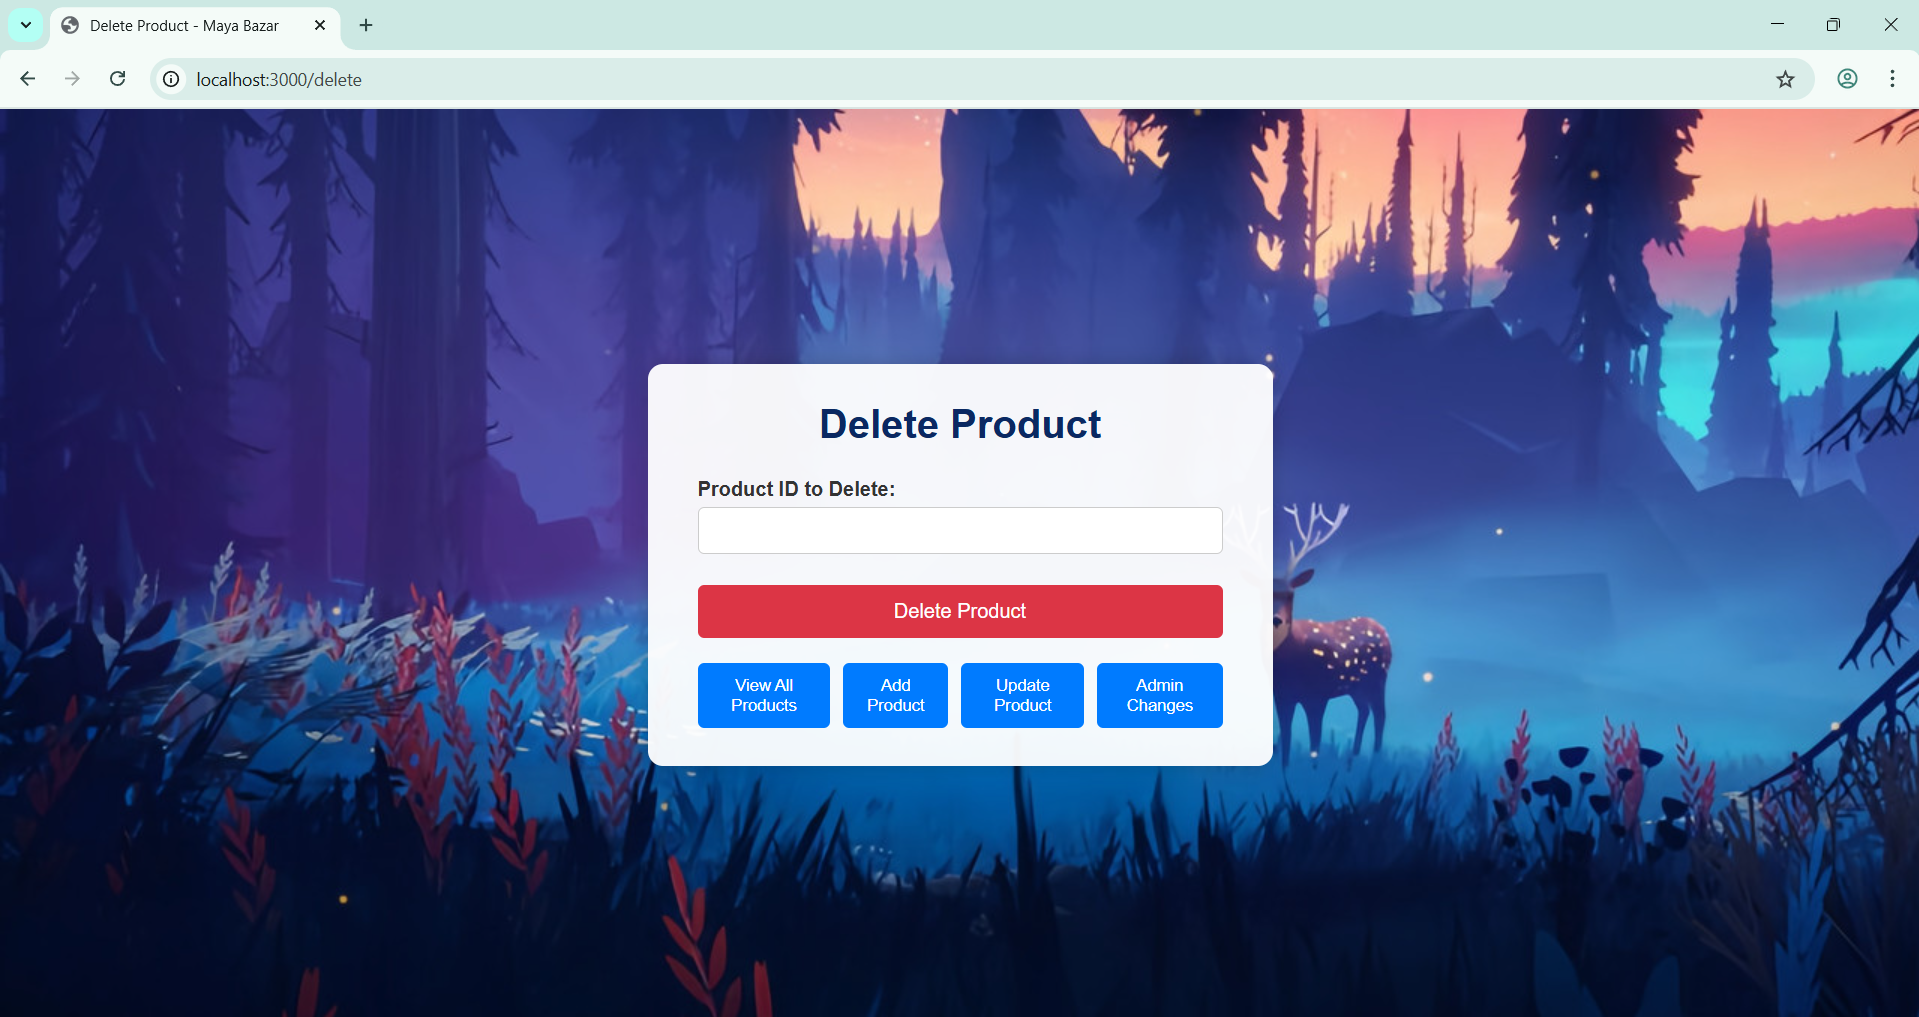 Delete Product - Maya Bazar
localhost:3000/delete
Delete Product
Product ID to Delete:
Delete Product
View All
Products
Add
Product
Update
Product
Admin
Changes